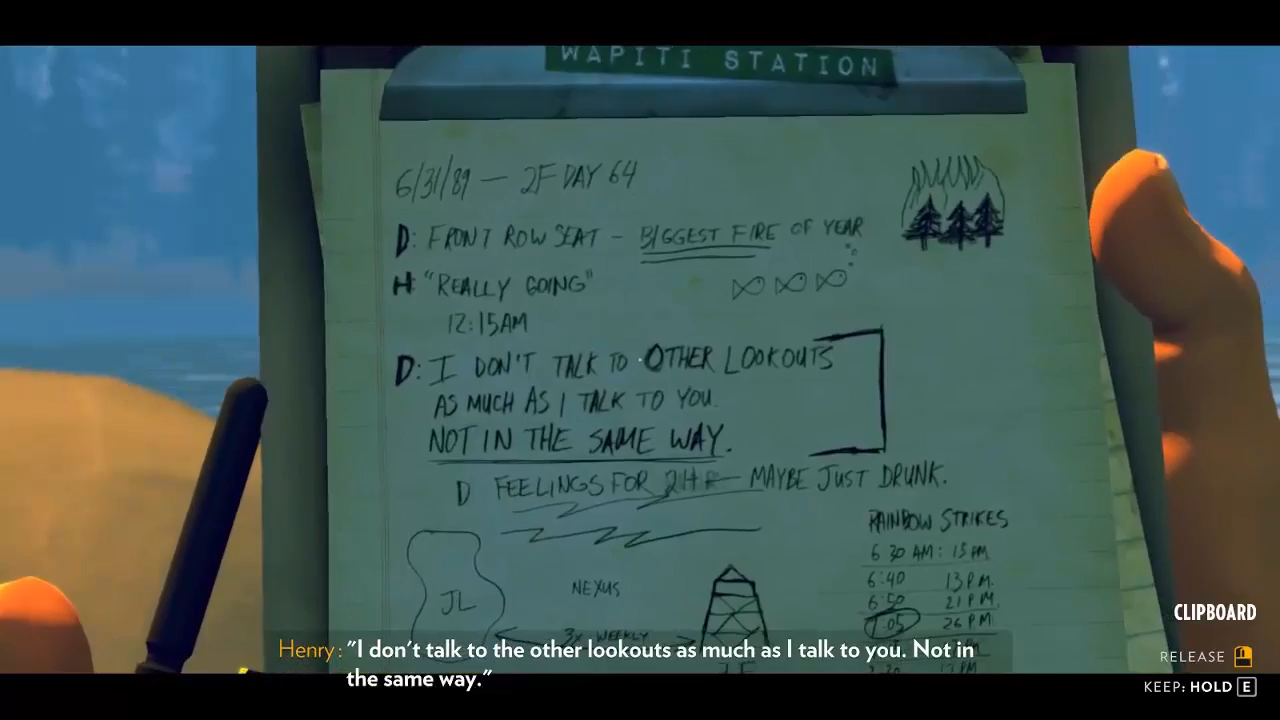 WAPITI STATION
6/31/89 — 2F DAY 64
D: FRONT ROW SEAT – BIGGEST FIRE OF YEAR
H: "REALLY GOING"
12:15AM
D: I DON'T TALK TO OTHER LOOKOUTS
AS MUCH AS I TALK TO YOU.
NOT IN THE SAME WAY.
D FEELINGS FOR MAYBE JUST DRUNK.
RAINBOW STRIKES
6 30 AM: 15 PM
6:40 13 P.M.
6:50 21 P.M.
7:05 26 P.M.
JL
NEXUS
3x WEEKLY
CLIPBOARD
Henry: "I don't talk to the other lookouts as much as I talk to you. Not in
the same way."
RELEASE
KEEP: HOLD E